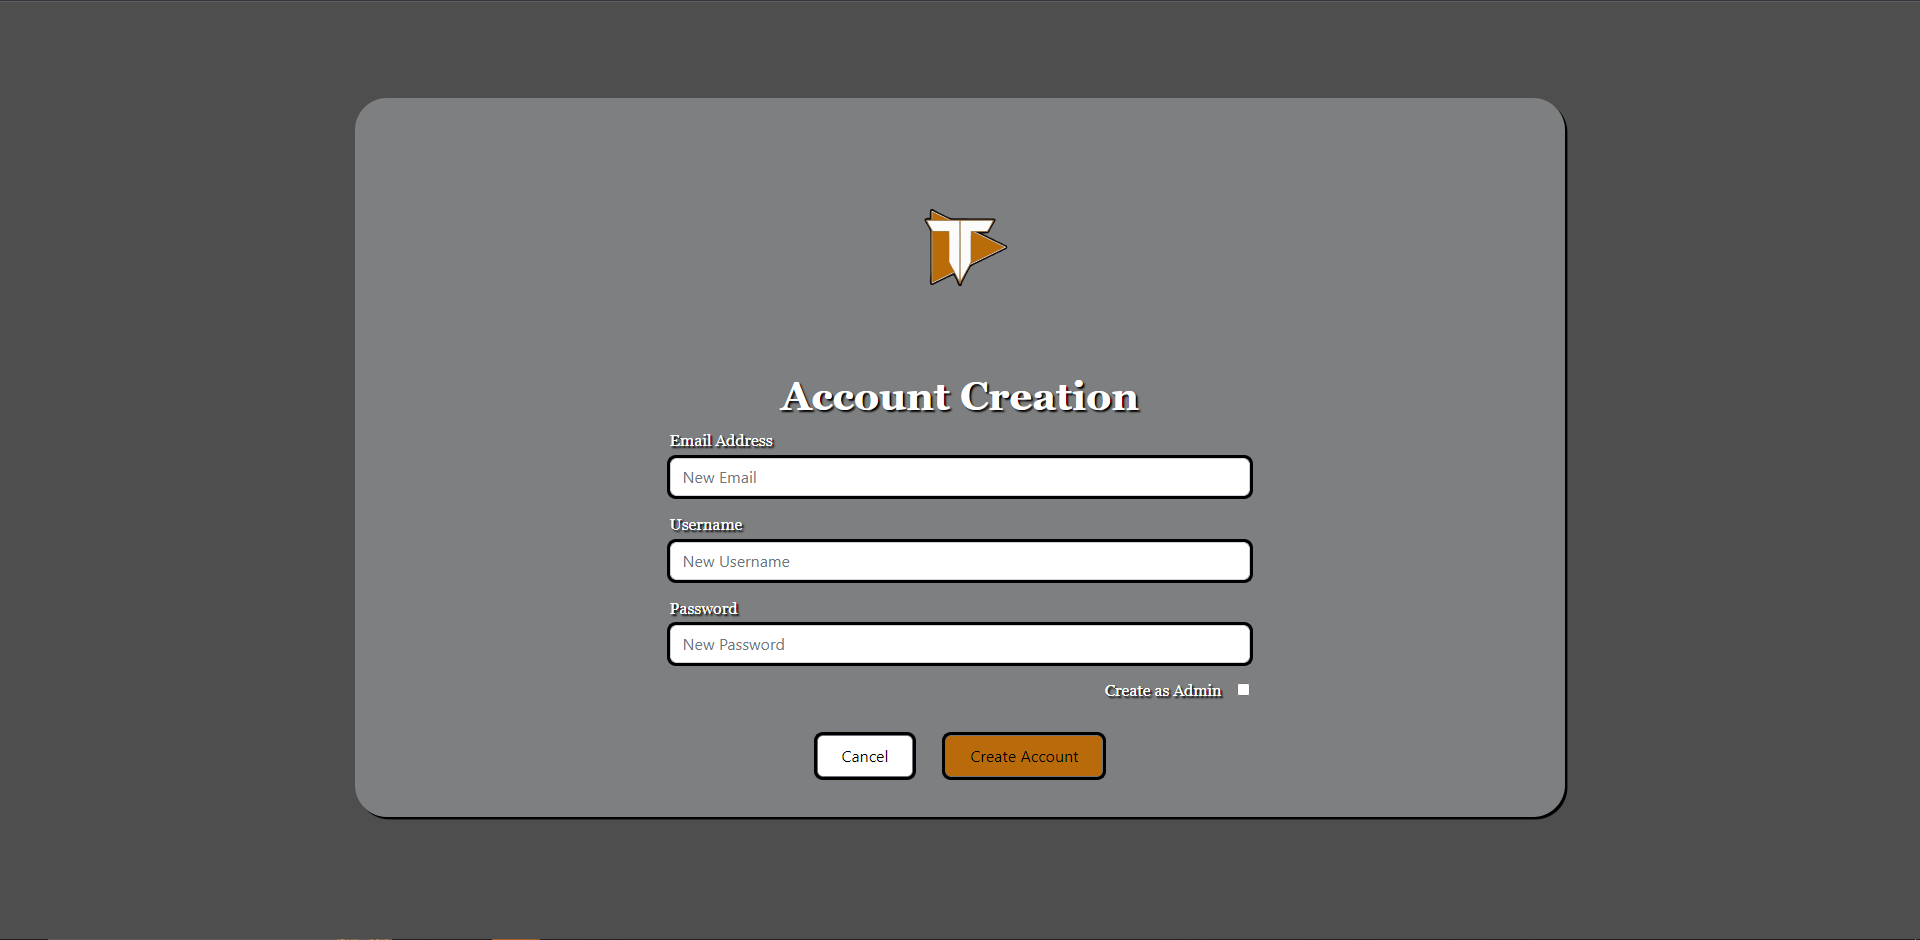 T
Account Creation
Email Address
New Email
Username
New Username
Password
New Password
Create as Admin
Cancel
Create Account